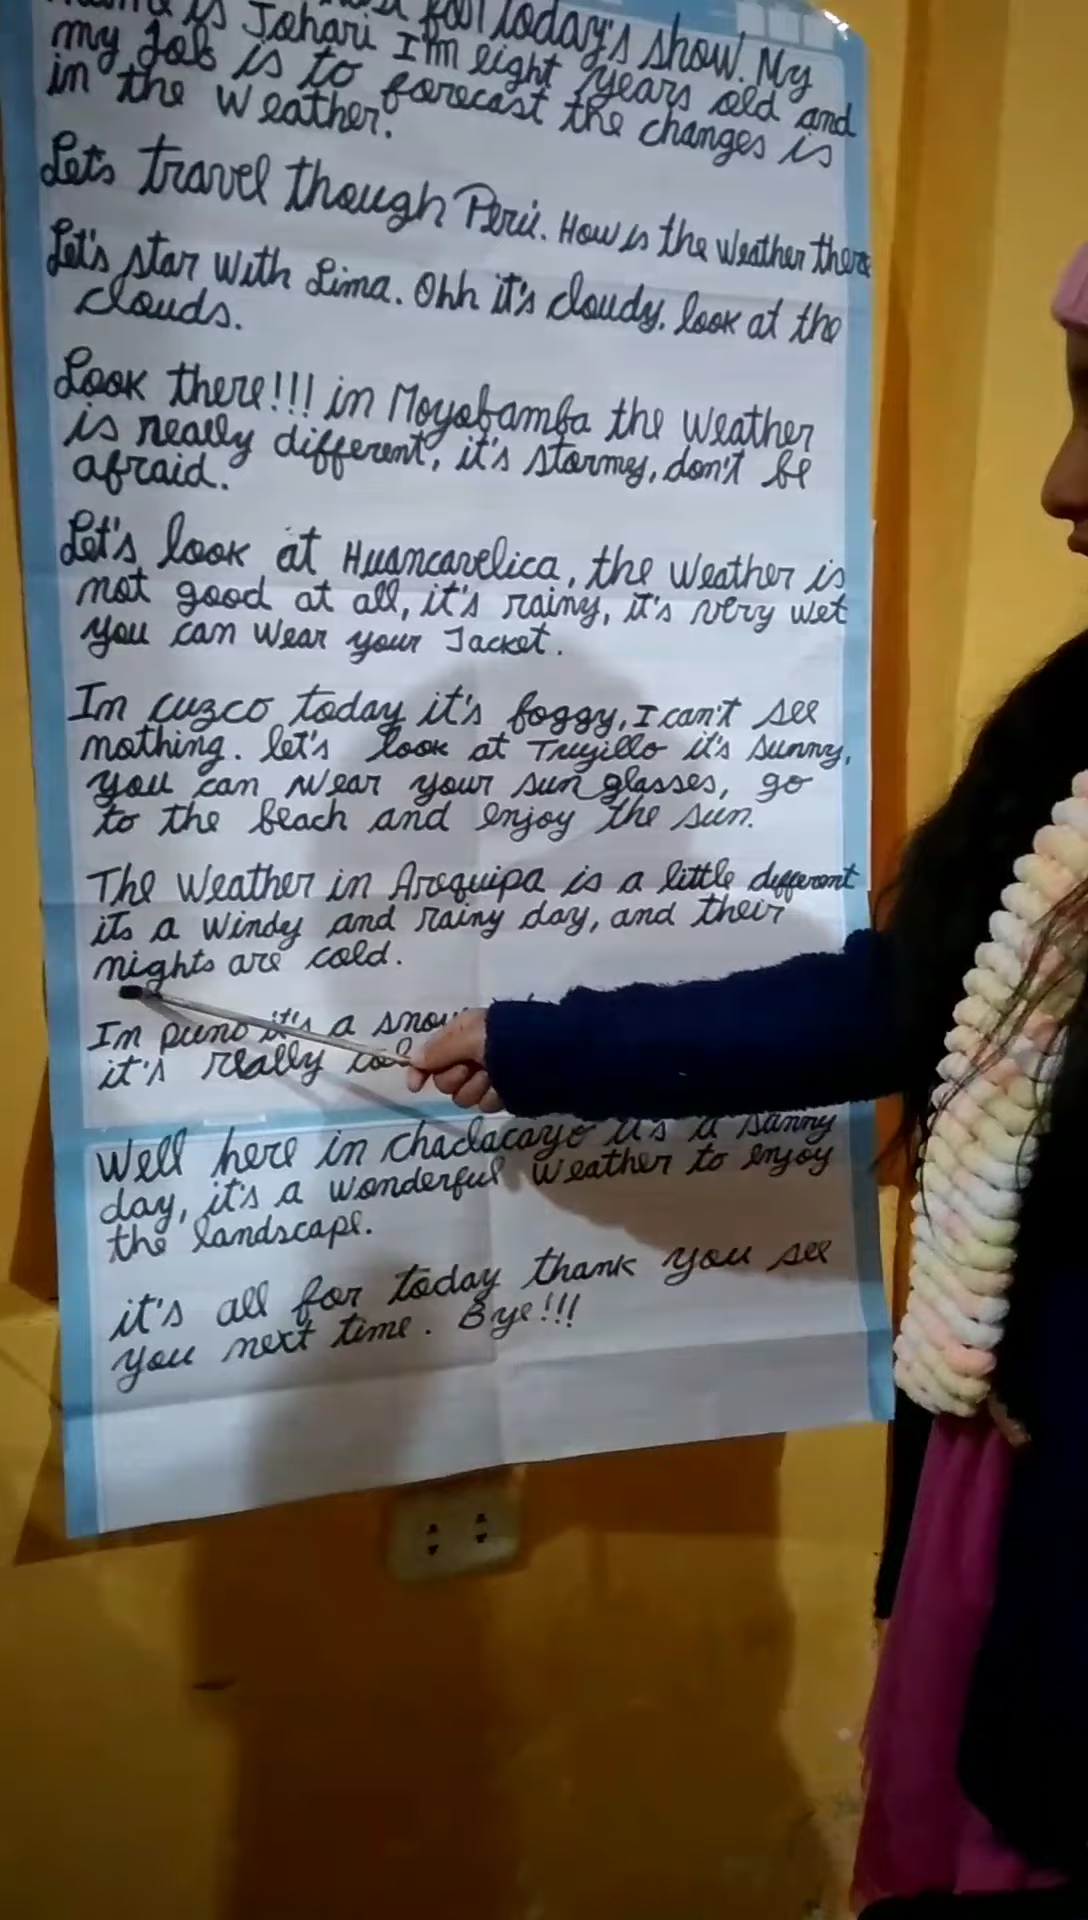 for today's show. My
name is Johari I'm eight years old and
my Job is to forecast the changes is
in the Weather.
Let's travel though Perú. How is the Weather there
Let's star with Lima. Ohh it's cloudy, look at the
clouds.
Look there!!! in Moyobamba the Weather
is really different, it's stormy, don't be
afraid.
Let's look at Huancavelica, the Weather is
not good at all, it's rainy, it's very wet
you can wear your Jacket.
In cuzco today it's foggy, I can't see
nothing. let's look at Trujillo it's sunny,
you can wear your sun glasses, go
to the beach and enjoy the sun.
The Weather in Arequipa is a little different
its a windy and rainy day, and their
nights are cold.
In puno it's a
it's really
Well here in chaclacayo it's a sunny
day, it's a wonderful weather to enjoy
the landscape.
it's all for today thank you see
you next time. Bye!!!